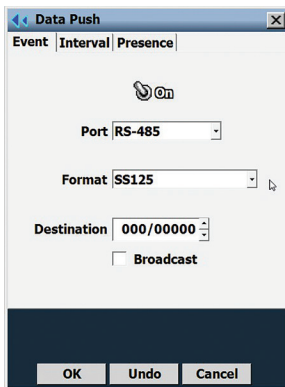 Data Push
Event Interval Presence
On
Port RS-485
Format SS125
Destination 000/00000
Broadcast
OK Undo Cancel